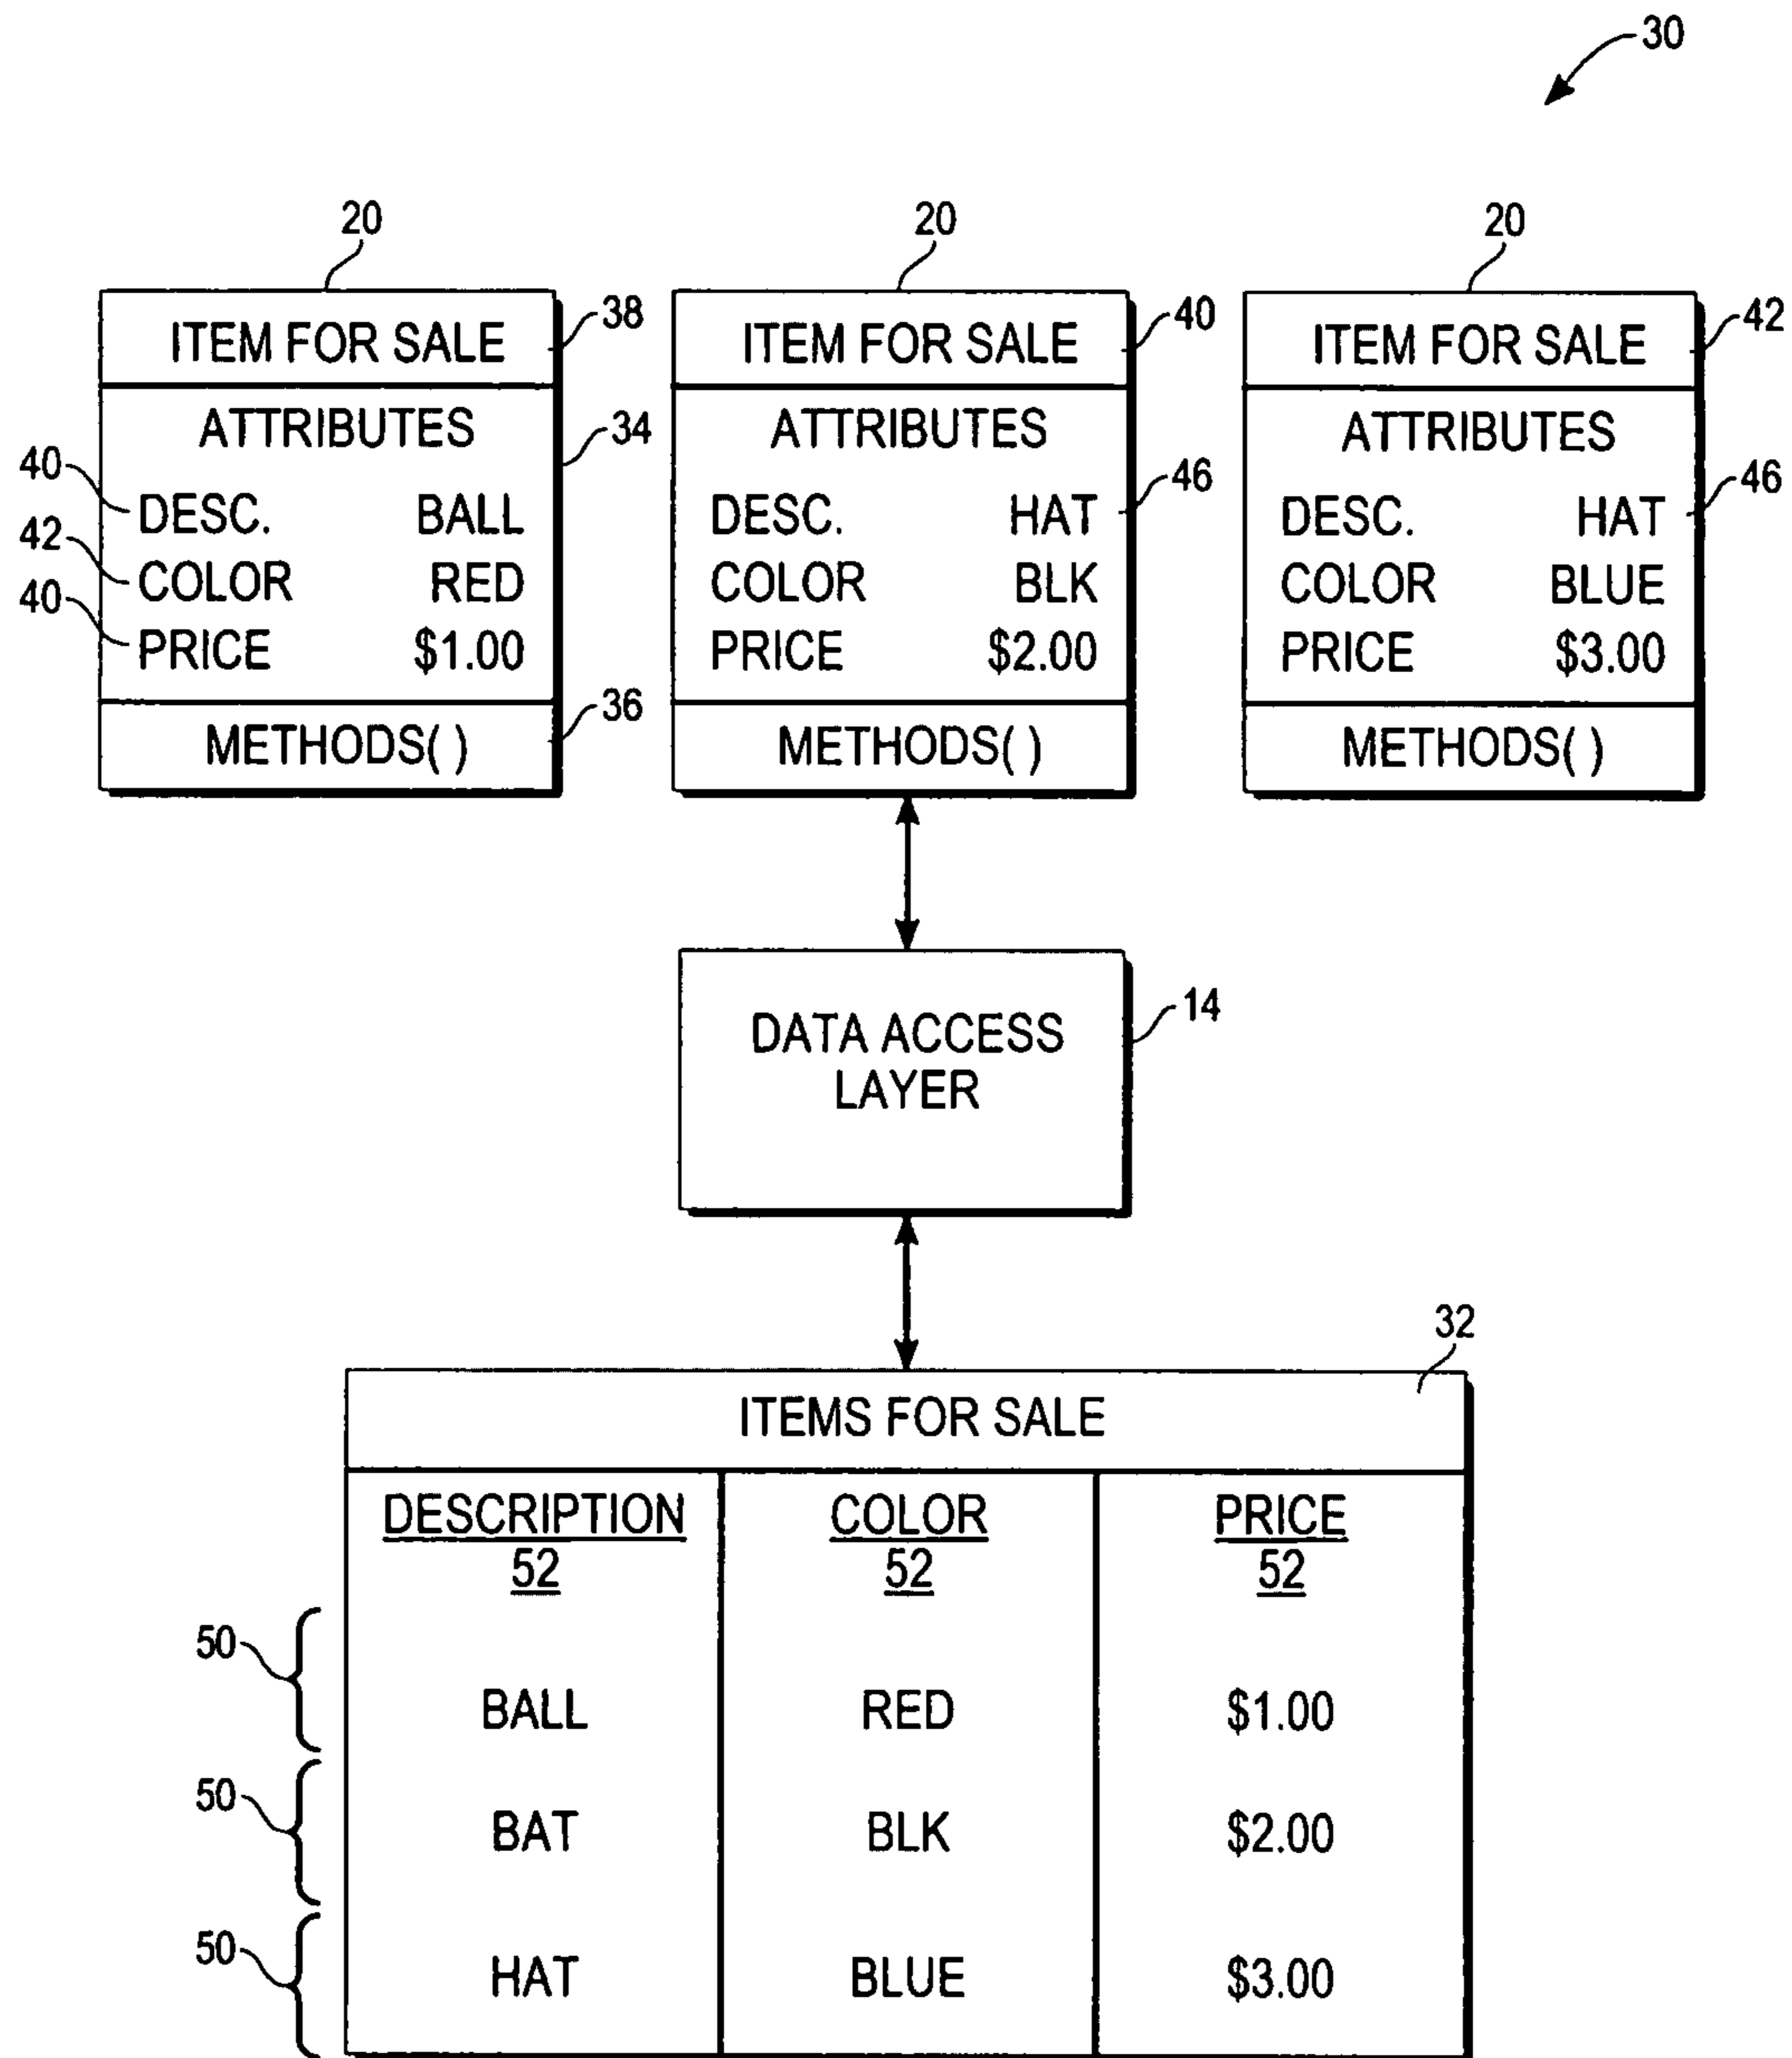 30
20 20 20
ITEM FOR SALE 38 ITEM FOR SALE 40 ITEM FOR SALE 42
ATTRIBUTES 34 ATTRIBUTES ATTRIBUTES
40 DESC. BALL DESC. HAT 46 DESC. HAT 46
42 COLOR RED COLOR BLK COLOR BLUE
40 PRICE $1.00 PRICE $2.00 PRICE $3.00
METHODS( ) 36 METHODS( ) METHODS( )
DATA ACCESS 14
LAYER
32
ITEMS FOR SALE
DESCRIPTION COLOR PRICE
52 52 52
50 BALL RED $1.00
50 BAT BLK $2.00
50 HAT BLUE $3.00